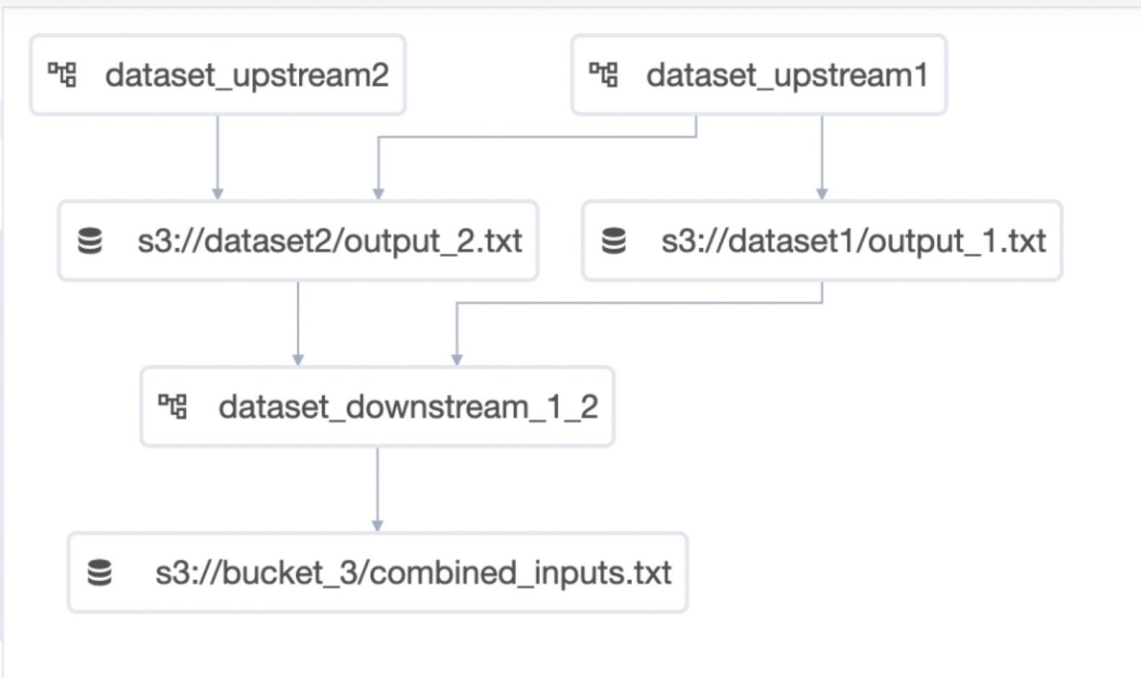 dataset_upstream2
dataset_upstream1
s3://dataset2/output_2.txt
s3://dataset1/output_1.txt
dataset_downstream_1_2
s3://bucket_3/combined_inputs.txt